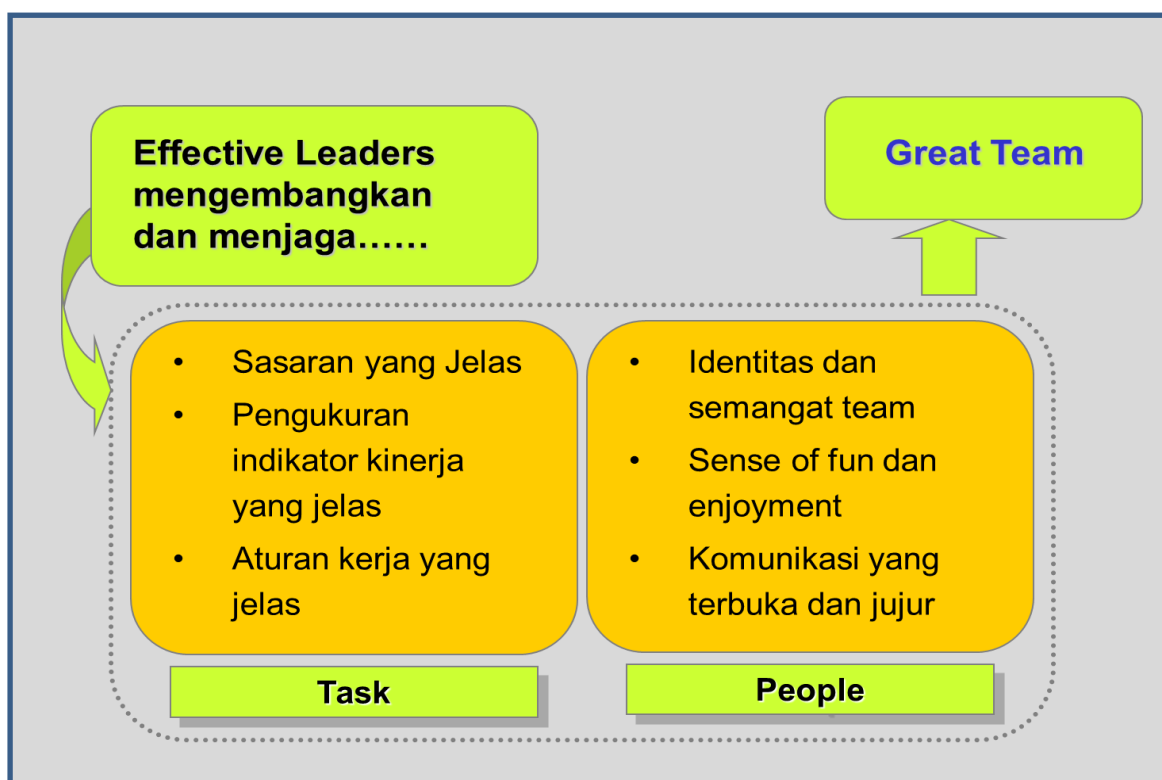 Effective Leaders
mengembangkan
dan menjaga……
Great Team
• Sasaran yang Jelas
• Pengukuran
indikator kinerja
yang jelas
• Aturan kerja yang
jelas
Task
• Identitas dan
semangat team
• Sense of fun dan
enjoyment
• Komunikasi yang
terbuka dan jujur
People